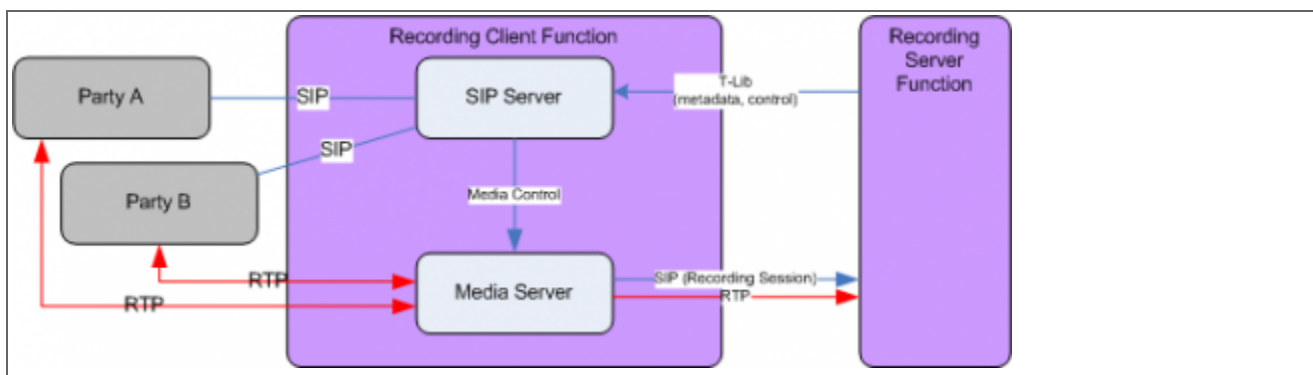 Recording Client Function
Recording
Server
Function
Party A
SIP
SIP Server
T-Lib
(metadata, control)
SIP
Party B
Media Control
RTP
Media Server
SIP (Recording Session)
RTP
RTP